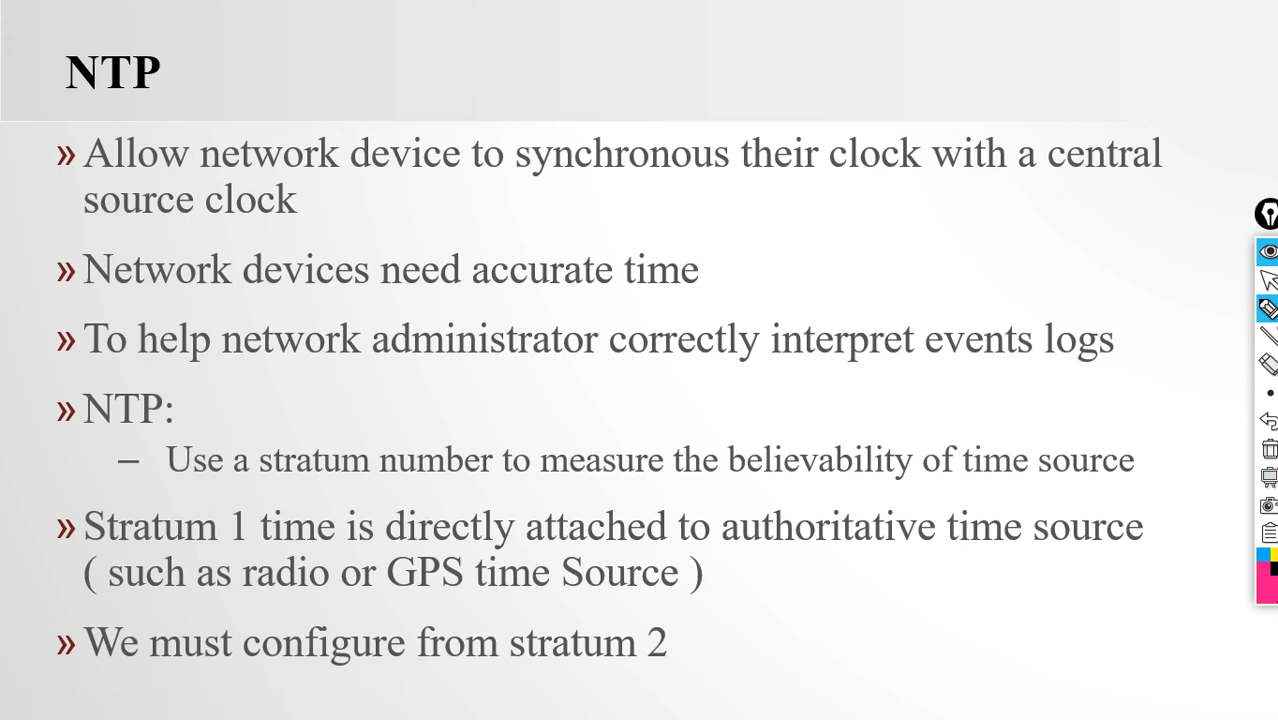 NTP
» Allow network device to synchronous their clock with a central
source clock
» Network devices need accurate time
» To help network administrator correctly interpret events logs
» NTP:
– Use a stratum number to measure the believability of time source
» Stratum 1 time is directly attached to authoritative time source
( such as radio or GPS time Source )
» We must configure from stratum 2